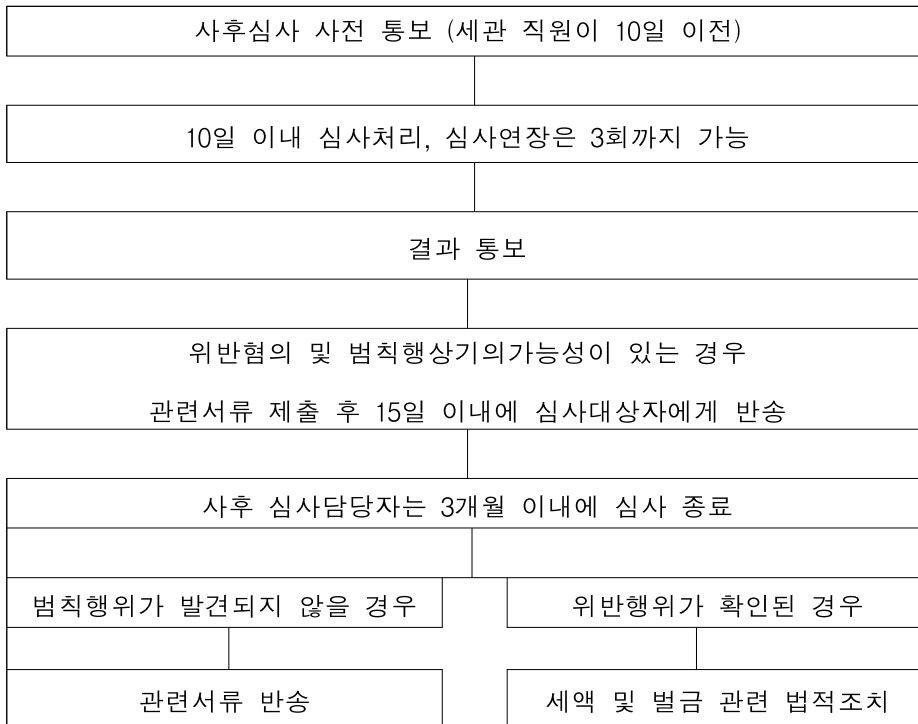 사후심사 사전 통보 (세관 직원이 10일 이전)
10일 이내 심사처리, 심사연장은 3회까지 가능
결과 통보
위반혐의 및 범칙행상기의가능성이 있는 경우
관련서류 제출 후 15일 이내에 심사대상자에게 반송
사후 심사담당자는 3개월 이내에 심사 종료
범칙행위가 발견되지 않을 경우
위반행위가 확인된 경우
관련서류 반송
세액 및 벌금 관련 법적조치